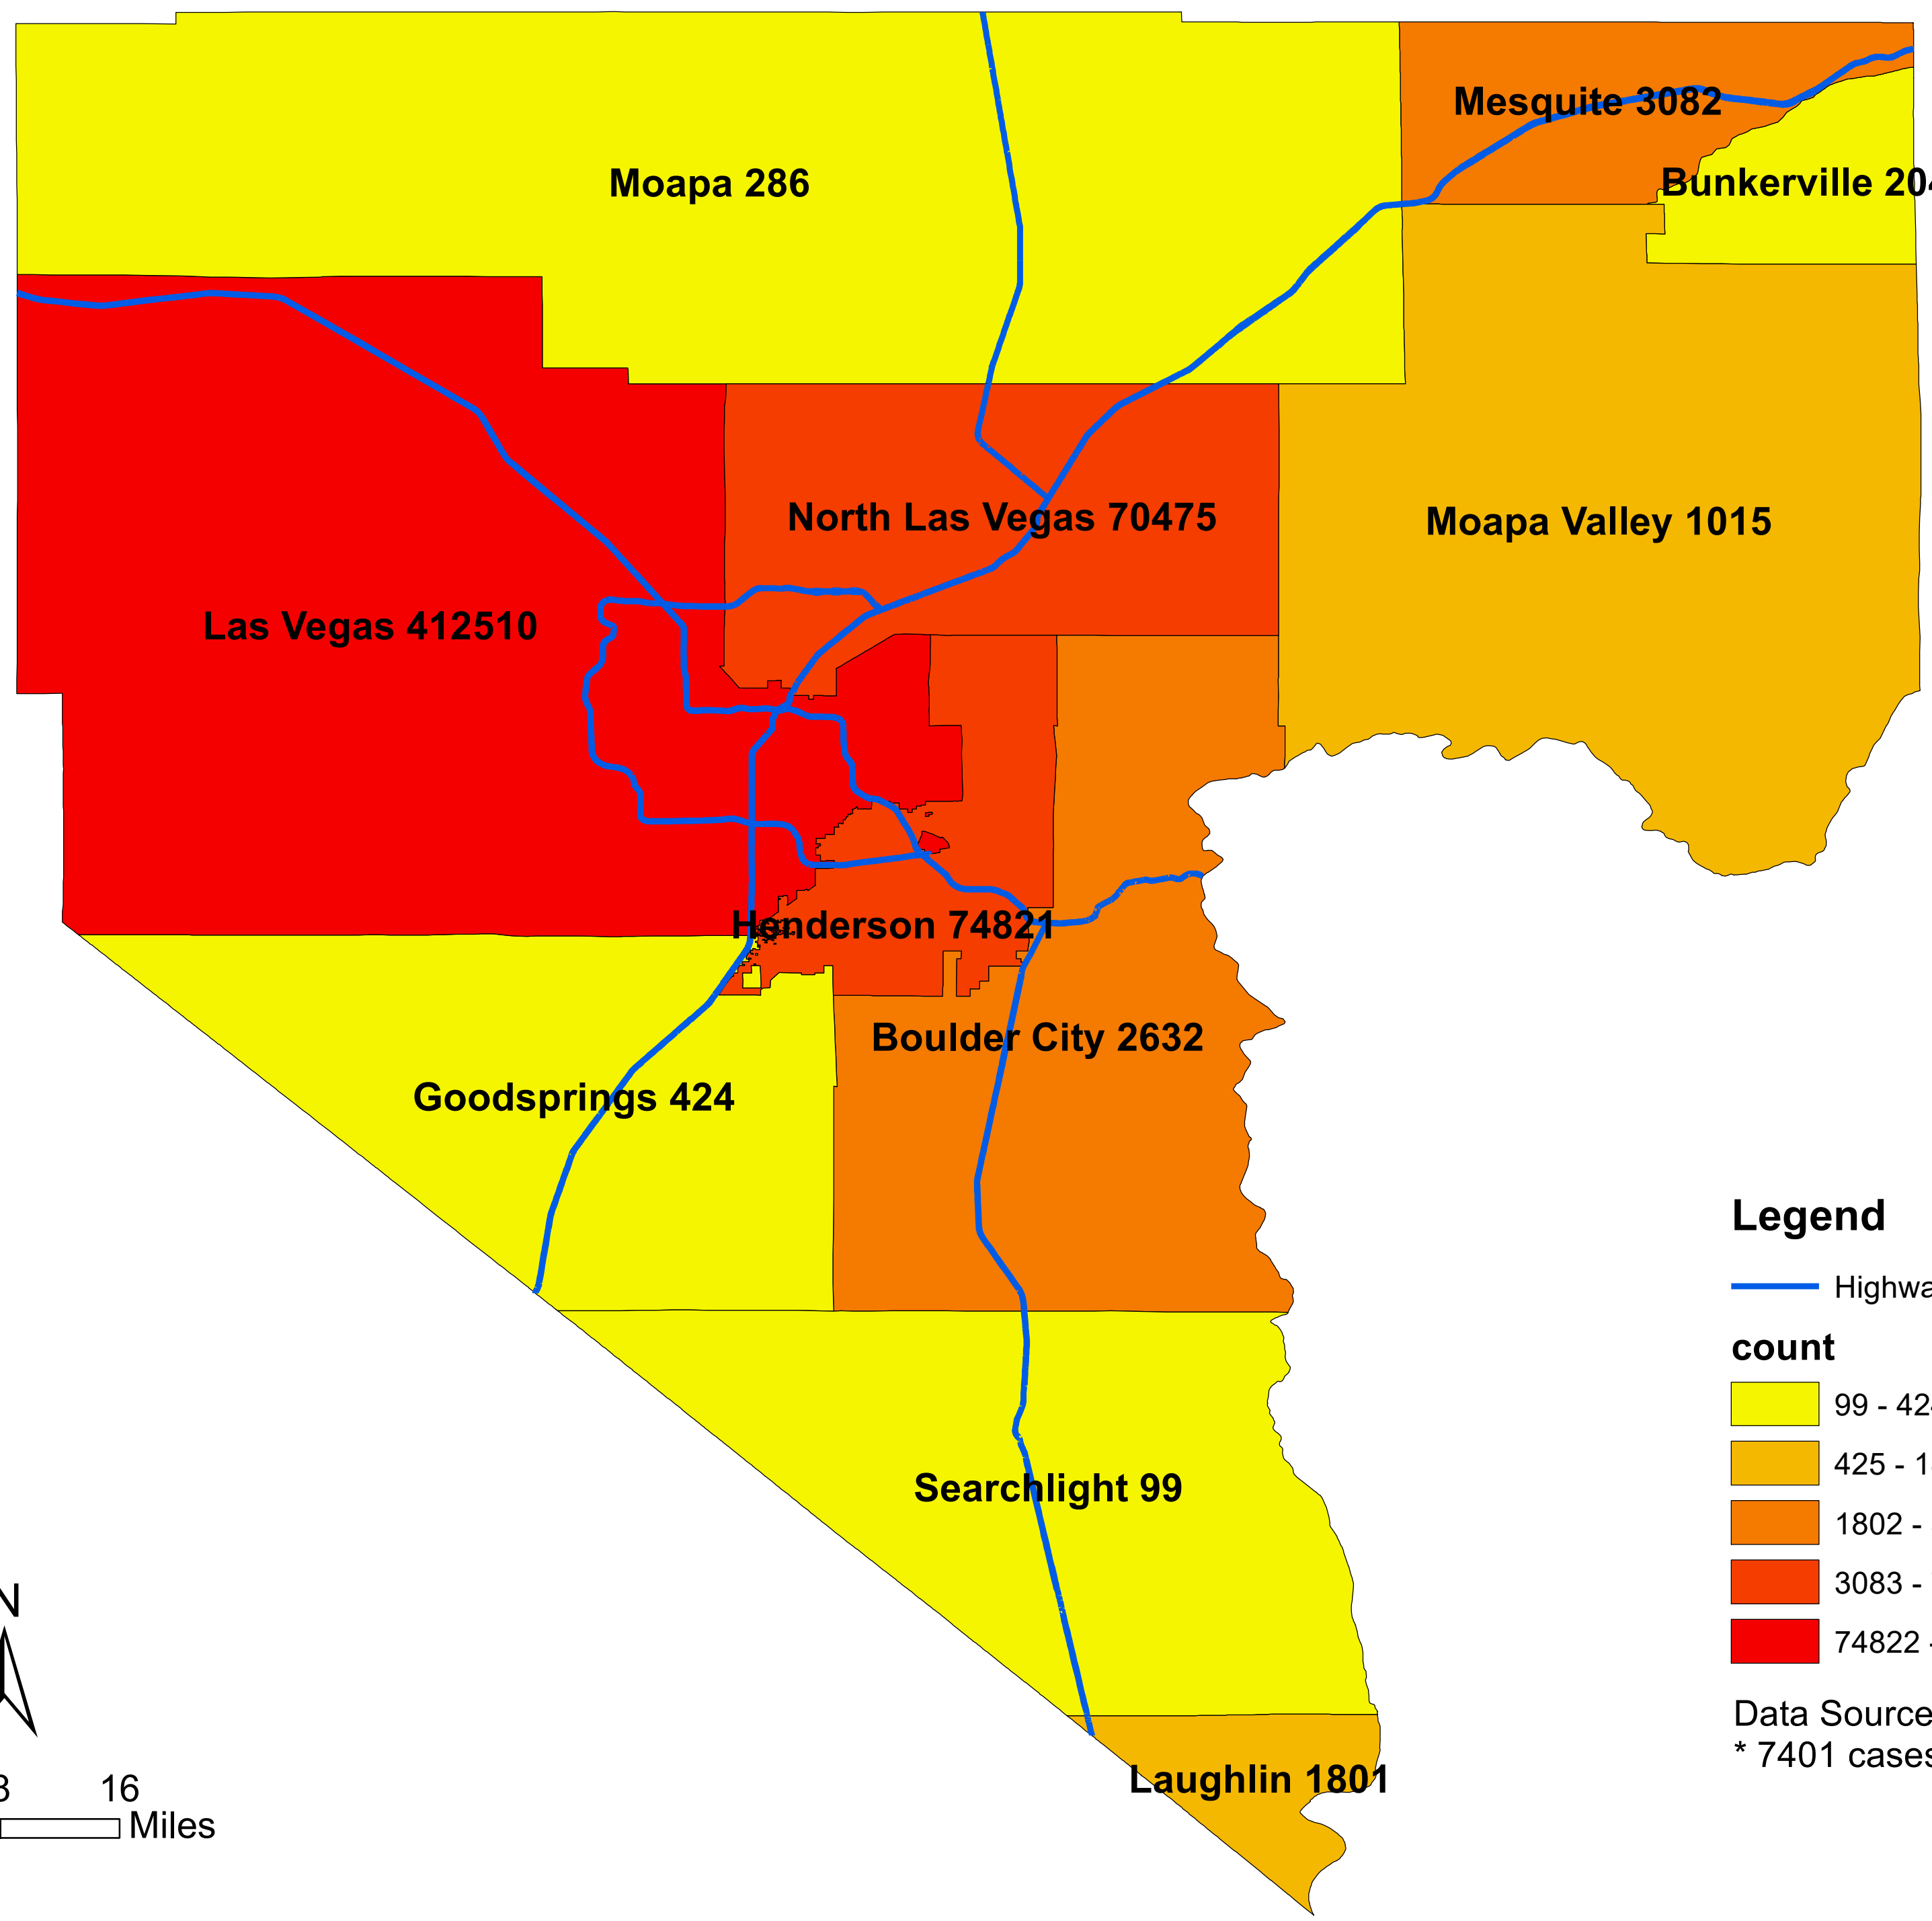 Mesquite 3082
Moapa 286
Bunkerville 204
North Las Vegas 70475
Moapa Valley 1015
Las Vegas 412510
Henderson 74821
Boulder City 2632
Goodsprings 424
Searchlight 99
Laughlin 1801
N
16
Miles
Legend
Highwa
count
99 - 42
425 - 1
1802 -
3083 -
74822 -
Data Source
* 7401 cases